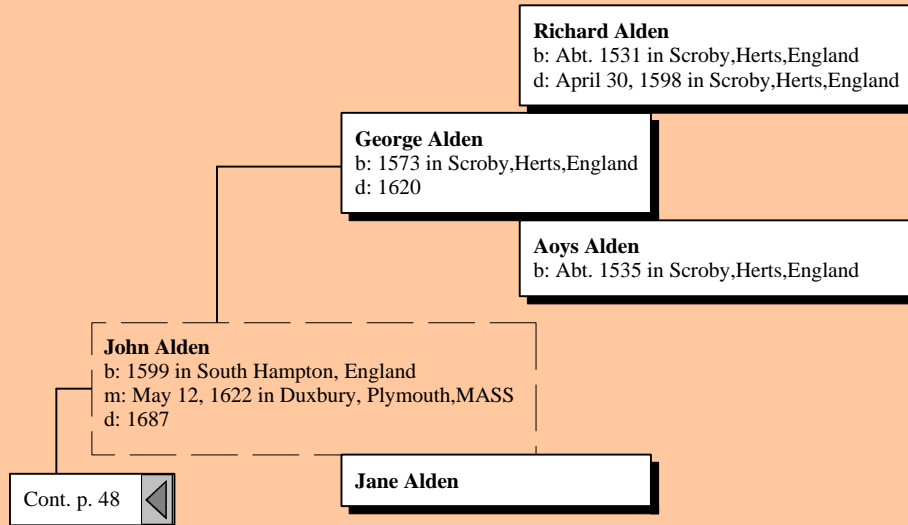 Richard Alden
b: Abt. 1531 in Scroby,Herts,England
d: April 30, 1598 in Scroby,Herts,England
George Alden
b: 1573 in Scroby,Herts,England
d: 1620
Aoys Alden
b: Abt. 1535 in Scroby,Herts,England
John Alden
b: 1599 in South Hampton, England
m: May 12, 1622 in Duxbury, Plymouth,MASS
d: 1687
Jane Alden
Cont. p. 48